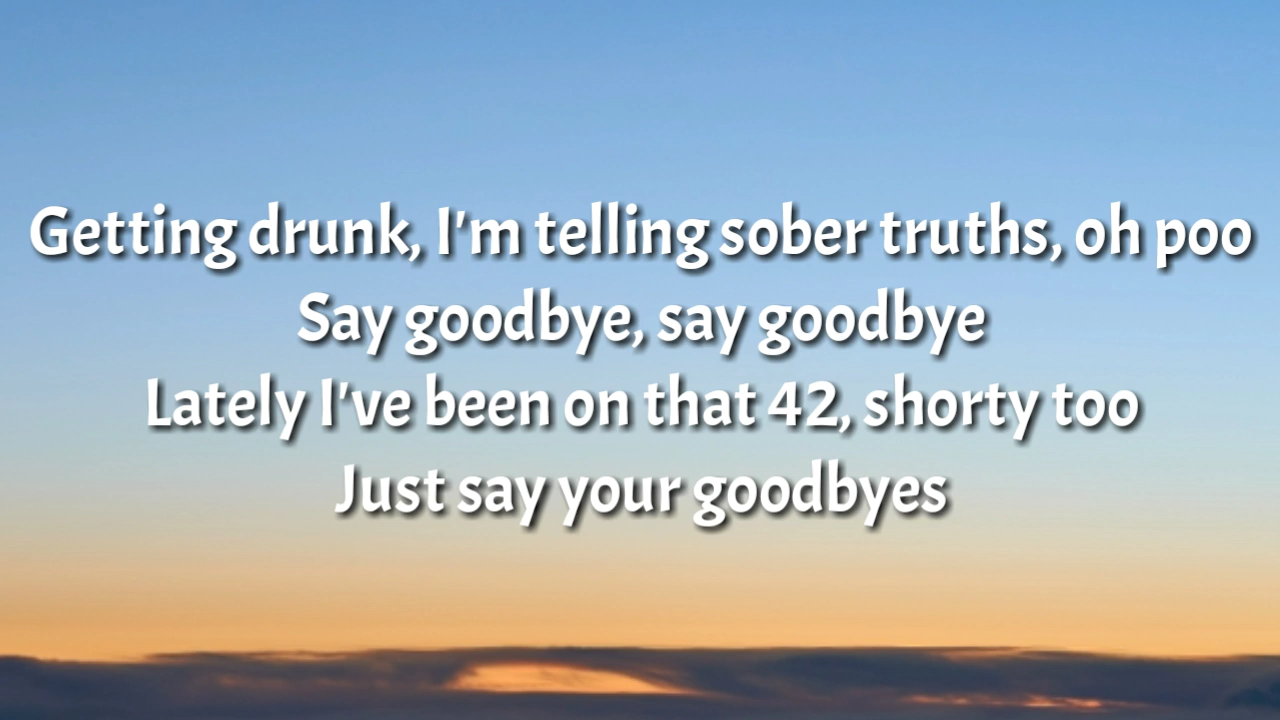 Getting drunk, I'm telling sober truths, oh poo
Say goodbye, say goodbye
Lately I've been on that 42, shorty too
Just say your goodbyes